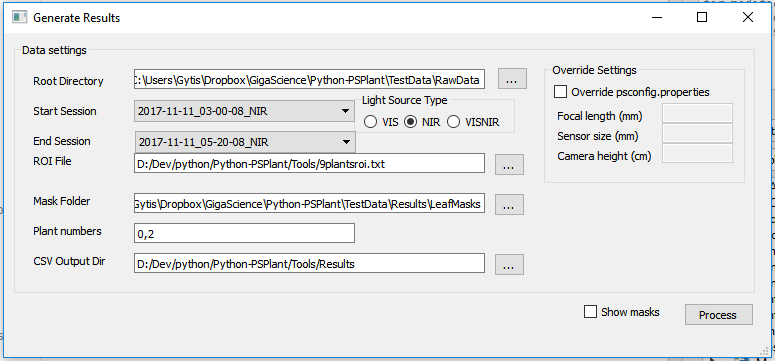 Generate Results
Data settings
Root Directory
C:\Users\Gytis\Dropbox\GigaScience\Python-PSPlant\TestData\RawData
...
Override Settings
Override psconfig.properties
Start Session
2017-11-11_03-00-08_NIR
Light Source Type
VIS
NIR
VISNIR
Focal length (mm)
Sensor size (mm)
Camera height (cm)
End Session
2017-11-11_05-20-08_NIR
ROI File
D:/Dev/python/Python-PSPlant/Tools/9plantsroi.txt
...
Mask Folder
Gytis\Dropbox\GigaScience\Python-PSPlant\TestData\Results\LeafMasks
...
Plant numbers
0,2
CSV Output Dir
D:/Dev/python/Python-PSPlant/Tools/Results
...
Show masks
Process